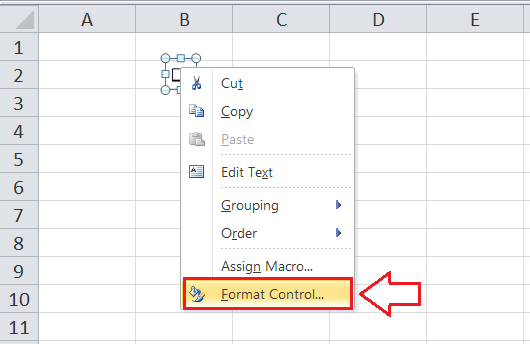 A B C D E
1
2
3
4
5
6
7
8
9
10
11
Cut
Copy
Paste
Edit Text
Grouping
Order
Assign Macro...
Format Control...